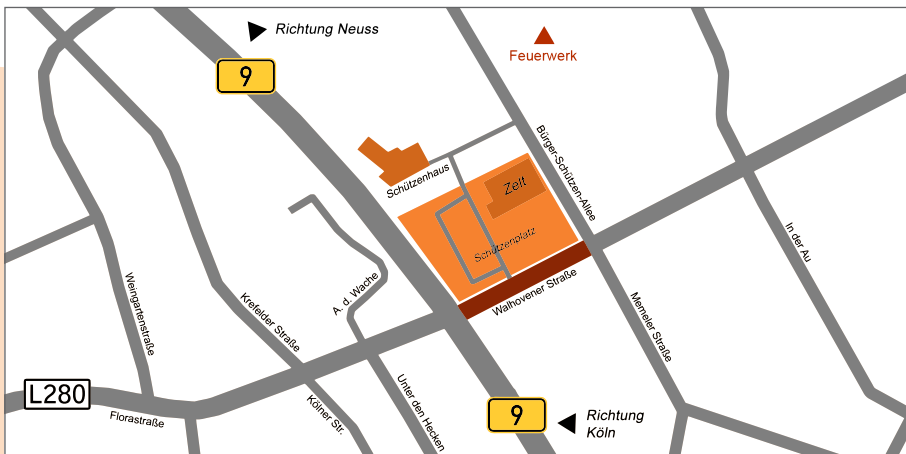 Richtung Neuss
Feuerwerk
9
Bürger-Schützen-Allee
Schützenhaus
Zelt
Schützenplatz
In der Au
A. d. Wache
Walhovener Straße
Weingartenstraße
Krefelder Straße
Memeler Straße
Unter den Hecken
L280
Florastraße
Kölner Str.
9
Richtung
Köln